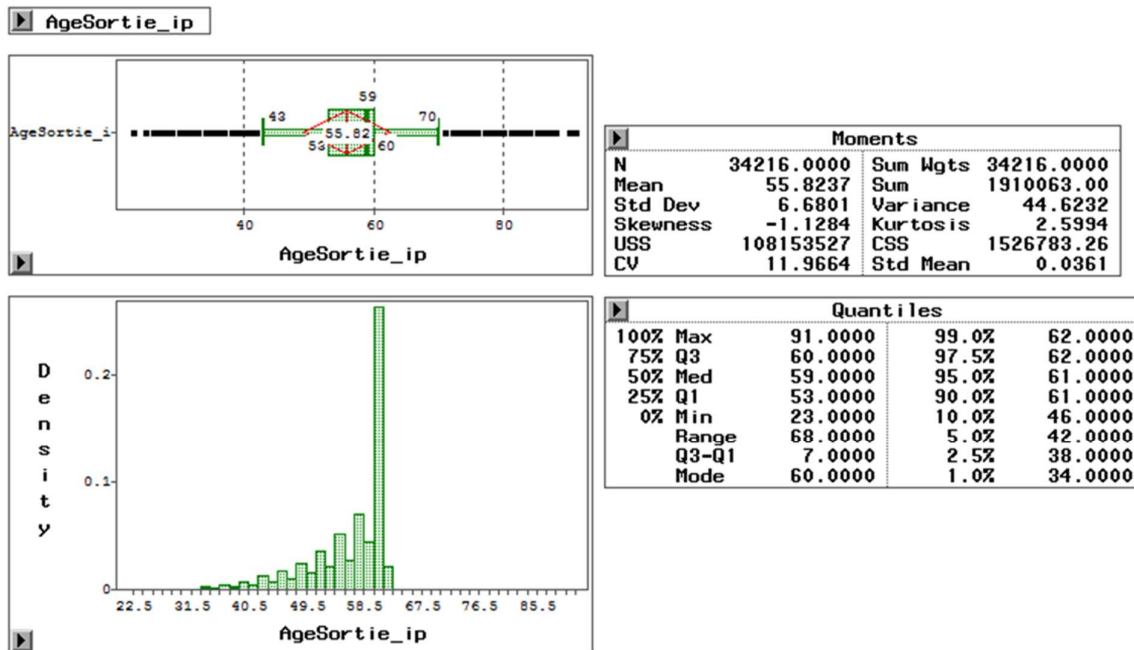 AgeSortie_ip
59
43
70
AgeSortie_i
55.82
53
60
40
60
80
AgeSortie_ip
Moments
N 34216.0000 Sum Wgts 34216.0000
Mean 55.8237 Sum 1910063.00
Std Dev 6.6801 Variance 44.6232
Skewness -1.1284 Kurtosis 2.5994
USS 108153527 CSS 1526783.26
CV 11.9664 Std Mean 0.0361
Density
0.2
0.1
0
22.5 31.5 40.5 49.5 58.5 67.5 76.5 85.5
AgeSortie_ip
Quantiles
100% Max 91.0000 99.0% 62.0000
75% Q3 60.0000 97.5% 62.0000
50% Med 59.0000 95.0% 61.0000
25% Q1 53.0000 90.0% 61.0000
0% Min 23.0000 10.0% 46.0000
Range 68.0000 5.0% 42.0000
Q3-Q1 7.0000 2.5% 38.0000
Mode 60.0000 1.0% 34.0000